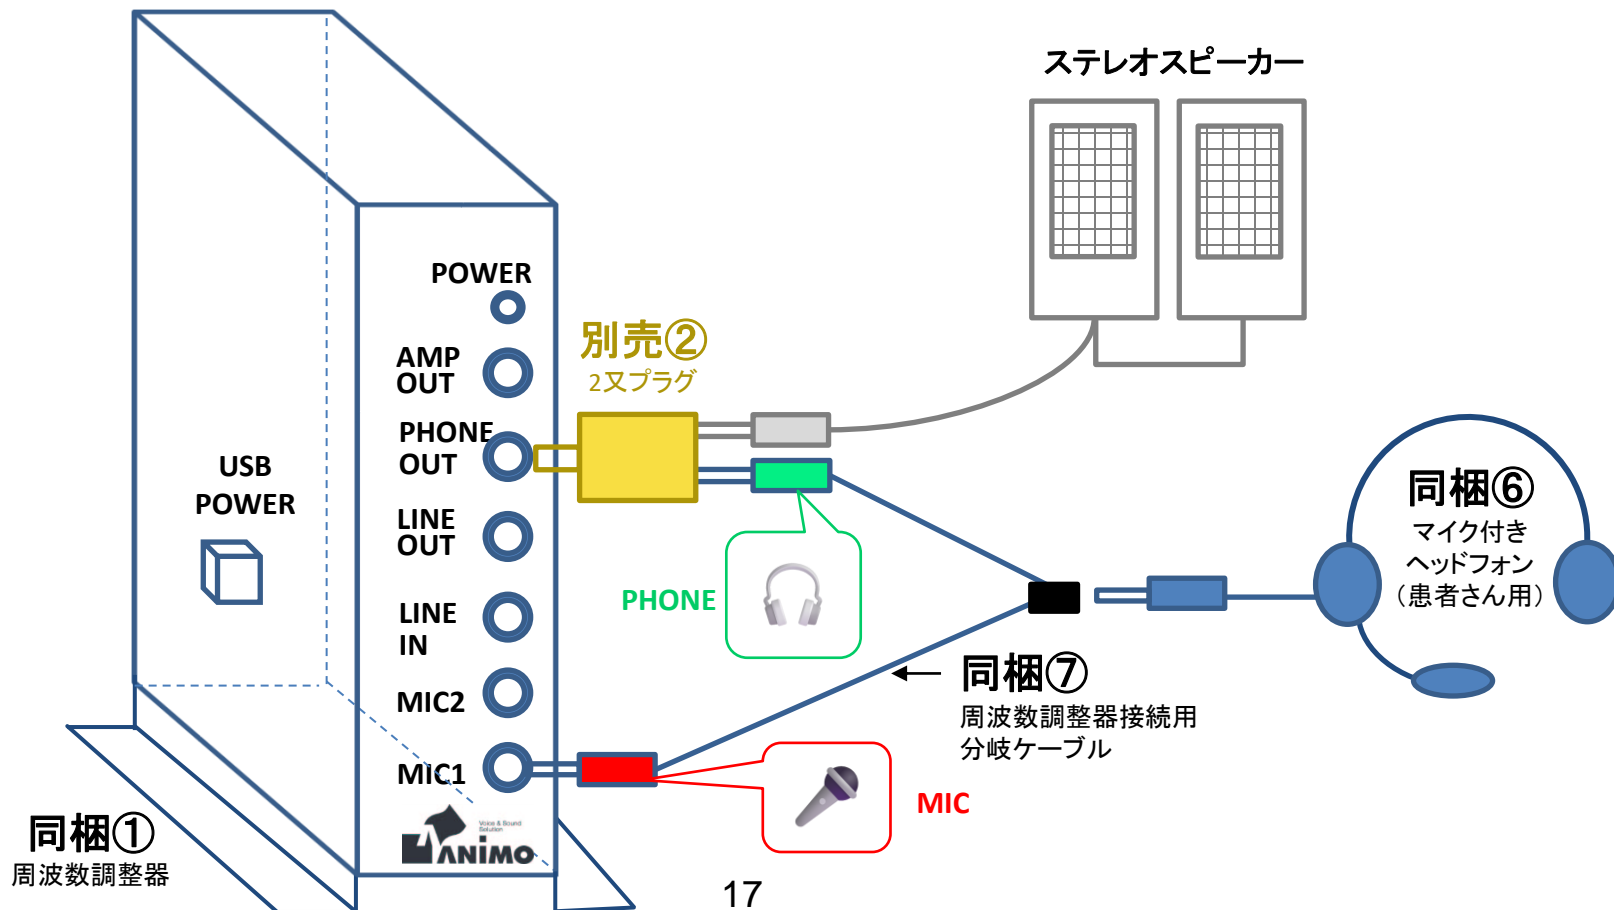 ステレオスピーカー
POWER
AMP
OUT
別売②
2又プラグ
PHONE
OUT
USB
POWER
LINE
OUT
同梱⑥
マイク付き
ヘッドフォン
（患者さん用）
PHONE
LINE
IN
同梱⑦
周波数調整器接続用
分岐ケーブル
MIC2
MIC1
MIC
Voice & Sound
Solution
ANIMO
同梱①
周波数調整器
17